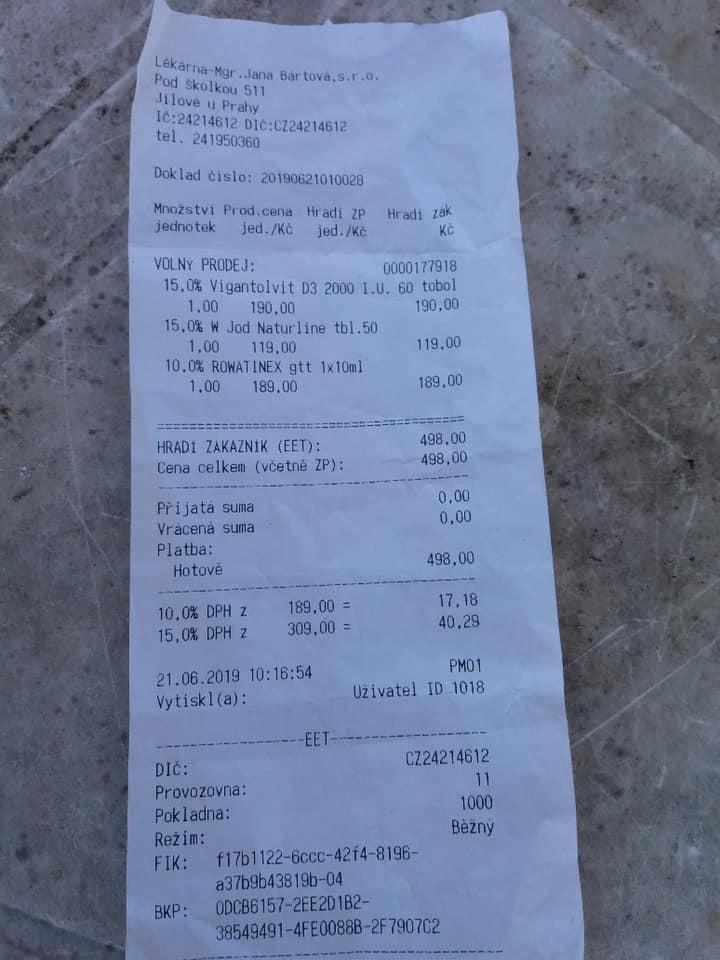 Lékárna-Mgr.Jana Bártová,s.r.o.
Pod školkou 511
Jílové u Prahy
IČ:24214612 DIČ:CZ24214612
tel. 241950360
Doklad číslo: 20190621010028
Množství Prod.cena Hradí ZP Hradí zák
jednotek jed./Kč jed./Kč Kč
VOLNÝ PRODEJ: 0000177918
15,0% Vigantolvit D3 2000 I.U. 60 tobol
1,00 190,00 190,00
15,0% W Jod Naturline tbl.50
1,00 119,00 119,00
10,0% ROWATINEX gtt 1x10ml
1,00 189,00 189,00
HRADÍ ZÁKAZNÍK (EET): 498,00
Cena celkem (včetně ZP): 498,00
Přijatá suma 0,00
Vrácená suma 0,00
Platba:
Hotově 498,00
10,0% DPH z 189,00 = 17,18
15,0% DPH z 309,00 = 40,29
21.06.2019 10:16:54 PM01
Vytiskl(a): Uživatel ID 1018
EET
DIČ: CZ24214612
Provozovna: 11
Pokladna: 1000
Režim: Běžný
FIK: f17b1122-6ccc-42f4-8196-
a37b9b43819b-04
BKP: 0DCB6157-2EE2D1B2-
38549491-4FE0088B-2F7907C2